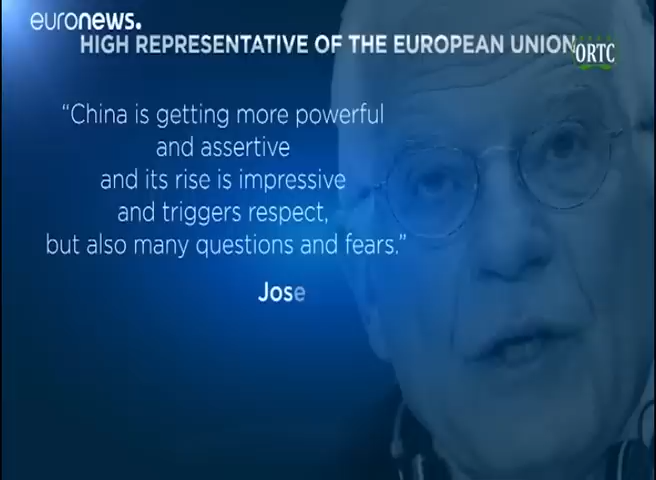 euronews.
HIGH REPRESENTATIVE OF THE EUROPEAN UNION
ORTC
“China is getting more powerful
and assertive
and its rise is impressive
and triggers respect,
but also many questions and fears.”
Jose